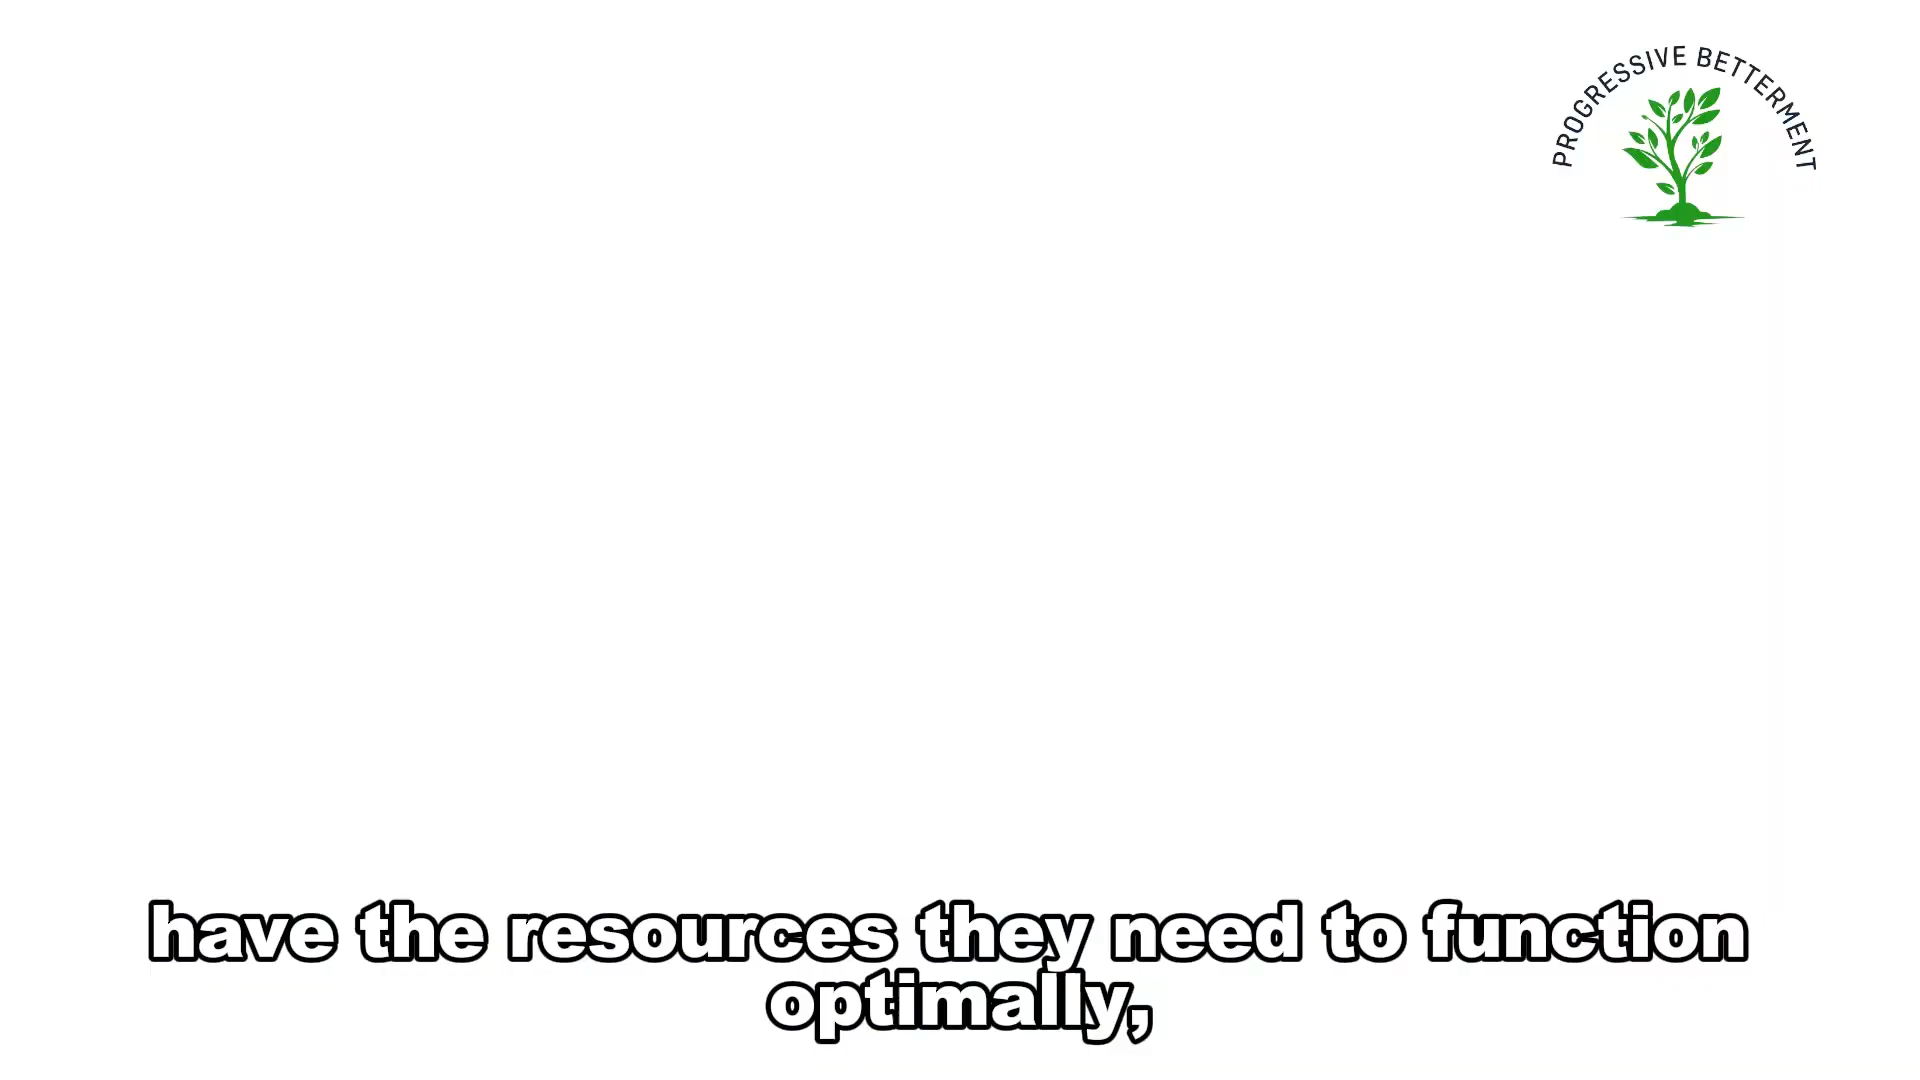 PROGRESSIVE BETTERMENT
have the resources they need to function
optimally,